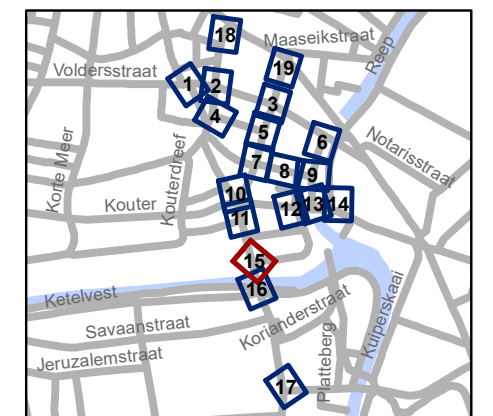 18
Maaseikstraat
Reep
19
Voldersstraat
1
2
3
4
5
6
Notarisstraat
Korte Meer
Kouterdreef
7
8
9
10
Kouter
11
12
13
14
15
16
Ketelvest
Korianderstraat
Kuiperskaai
Savaanstraat
Platteberg
Jeruzalemstraat
17